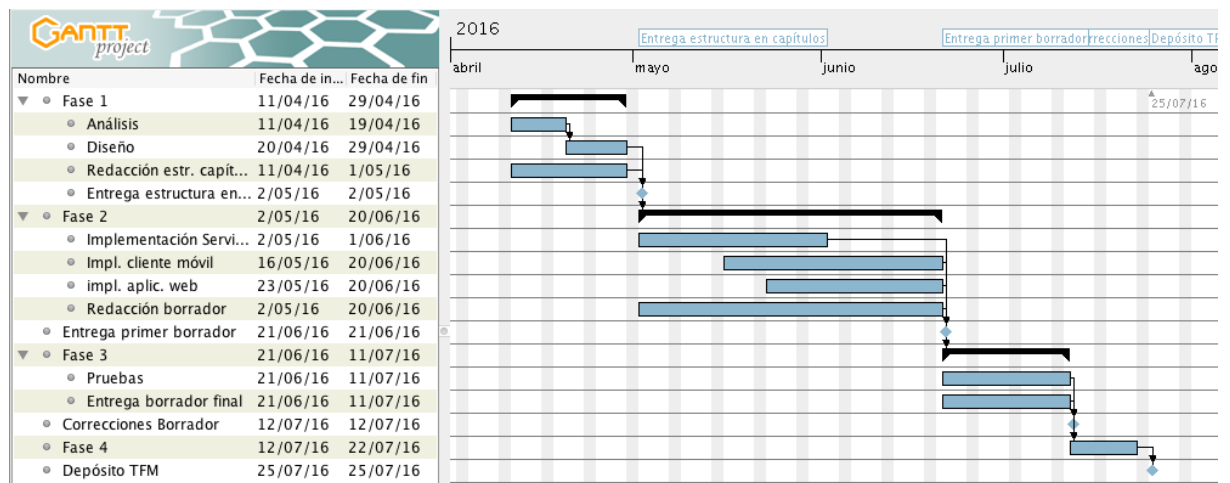 GANTT
project
2016
Entrega estructura en capítulos
Entrega primer borrador
rrecciones
Depósito TF
Nombre
Fecha de in...
Fecha de fin
abril
mayo
junio
julio
ago
25/07/16
Fase 1 11/04/16 29/04/16
Análisis 11/04/16 19/04/16
Diseño 20/04/16 29/04/16
Redacción estr. capít... 11/04/16 1/05/16
Entrega estructura en... 2/05/16 2/05/16
Fase 2 2/05/16 20/06/16
Implementación Servi... 2/05/16 1/06/16
Impl. cliente móvil 16/05/16 20/06/16
impl. aplic. web 23/05/16 20/06/16
Redacción borrador 2/05/16 20/06/16
Entrega primer borrador 21/06/16 21/06/16
Fase 3 21/06/16 11/07/16
Pruebas 21/06/16 11/07/16
Entrega borrador final 21/06/16 11/07/16
Correcciones Borrador 12/07/16 12/07/16
Fase 4 12/07/16 22/07/16
Depósito TFM 25/07/16 25/07/16